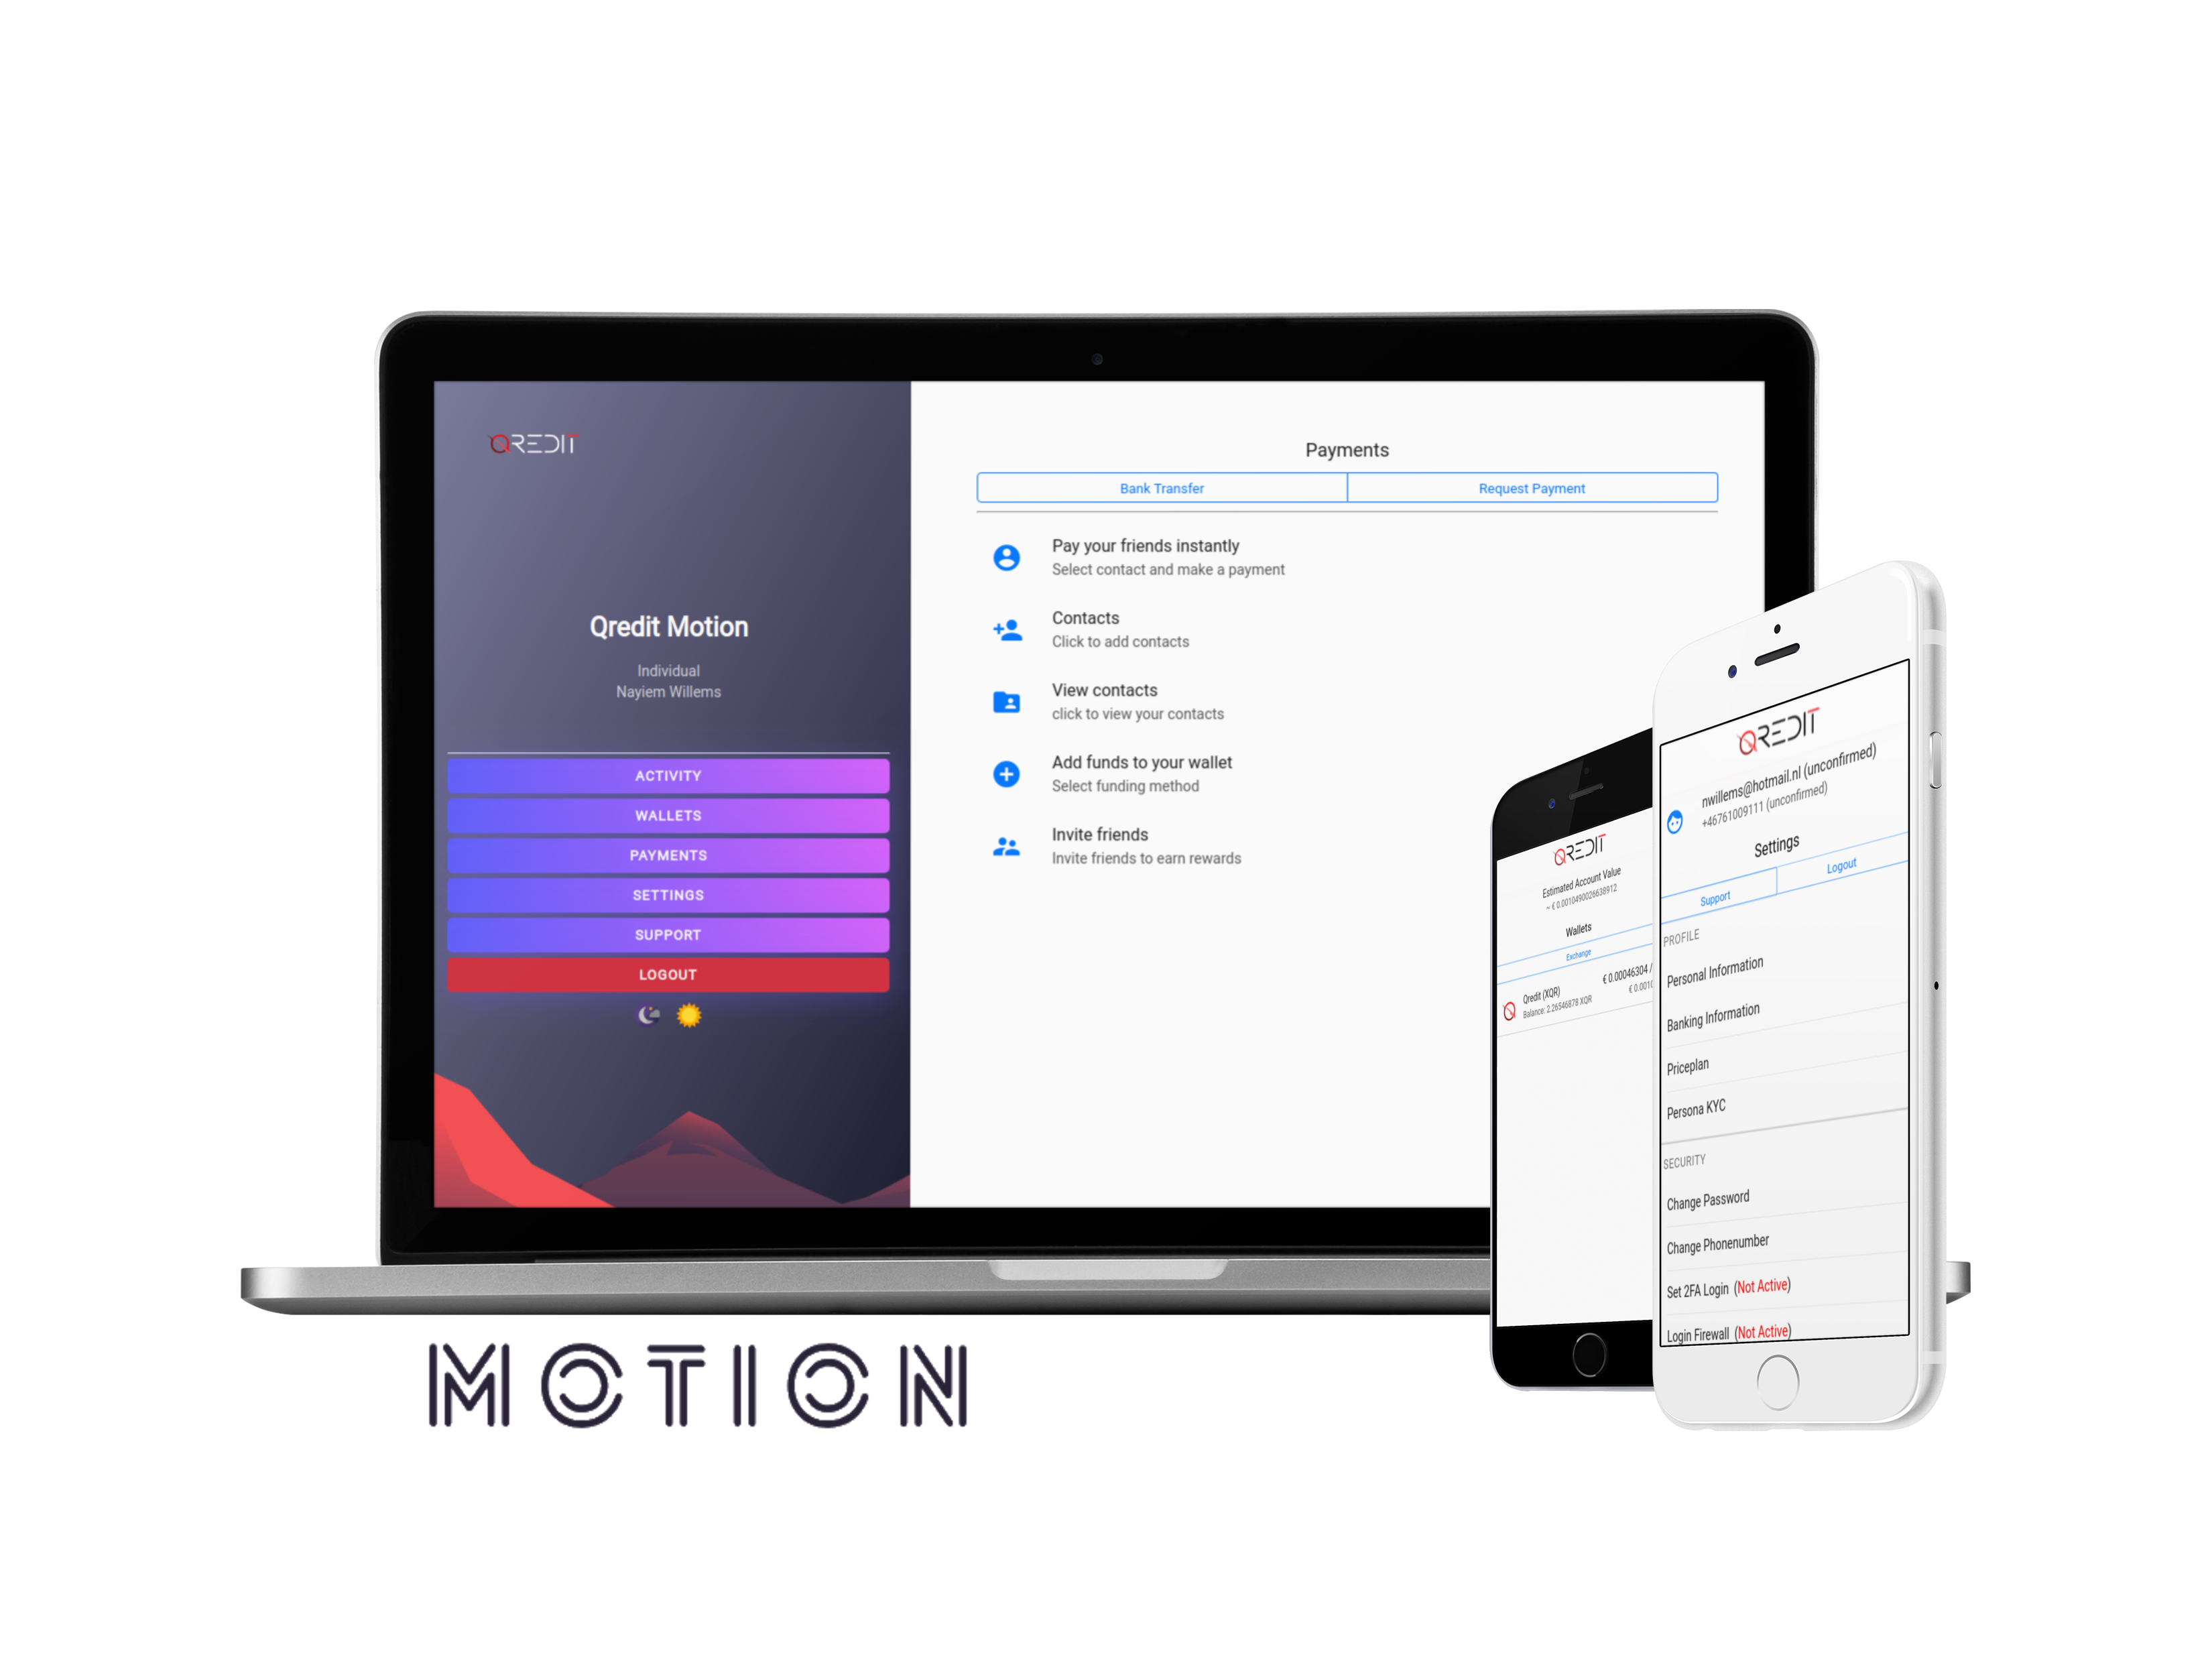 QREDIT
Qredit Motion
Individual
Nayiem Willems
ACTIVITY
WALLETS
PAYMENTS
SETTINGS
SUPPORT
LOGOUT
Payments
Bank Transfer
Request Payment
Pay your friends instantly
Select contact and make a payment
Contacts
Click to add contacts
View contacts
click to view your contacts
Add funds to your wallet
Select funding method
Invite friends
Invite friends to earn rewards
QREDIT
Estimated Account Value
~ € 0.0010490026638912
Wallets
Exchange
Qredit (XQR)
€ 0.00046304 /
Balance: 2.26546878 XQR
€ 0.0010
QREDIT
nwillems@hotmail.nl (unconfirmed)
+46761009111 (unconfirmed)
Settings
Support
Logout
PROFILE
Personal Information
Banking Information
Priceplan
Persona KYC
SECURITY
Change Password
Change Phonenumber
Set 2FA Login (Not Active)
Login Firewall (Not Active)
MOTION